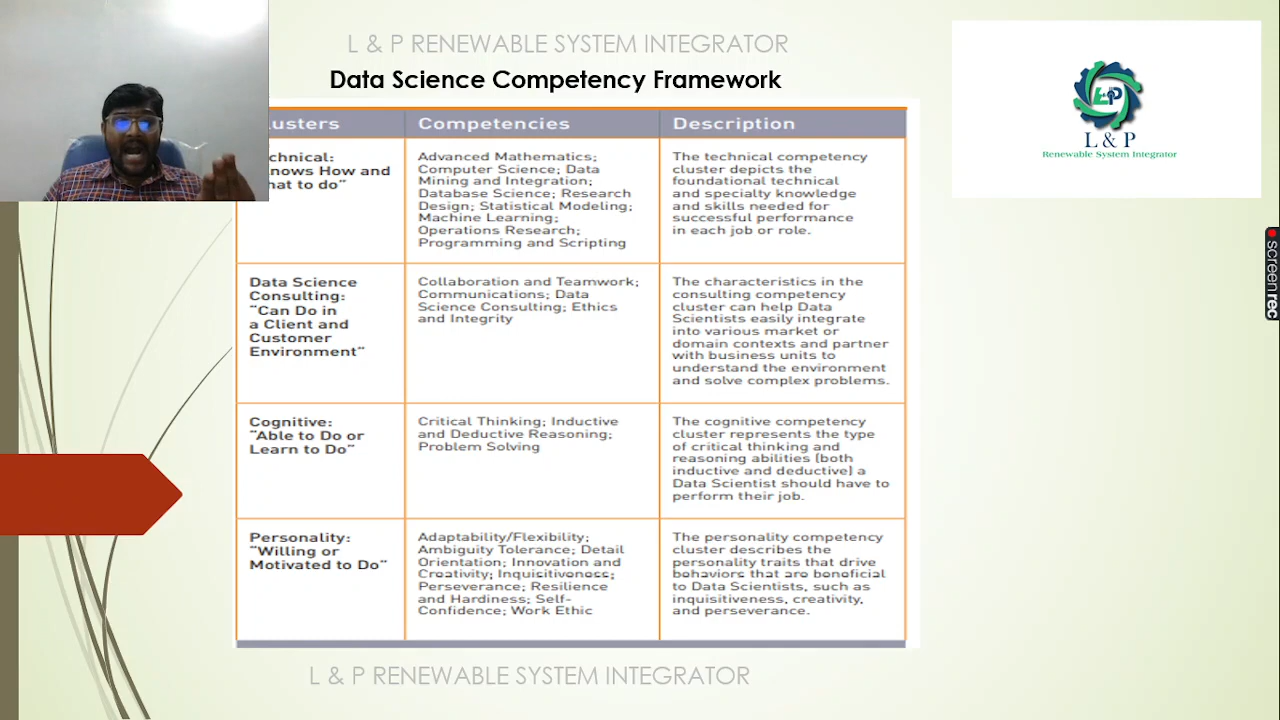 L & P RENEWABLE SYSTEM INTEGRATOR
Data Science Competency Framework
L&P
L & P
Renewable System Integrator
screenrec
lusters
Competencies
Description
chnical:
nows How and
hat to do”
Advanced Mathematics;
Computer Science; Data
Mining and Integration;
Database Science; Research
Design; Statistical Modeling;
Machine Learning;
Operations Research;
Programming and Scripting
The technical competency
cluster depicts the
foundational technical
and specialty knowledge
and skills needed for
successful performance
in each job or role.
Data Science
Consulting:
“Can Do in
a Client and
Customer
Environment”
Collaboration and Teamwork;
Communications; Data
Science Consulting; Ethics
and Integrity
The characteristics in the
consulting competency
cluster can help Data
Scientists easily integrate
into various market or
domain contexts and partner
with business units to
understand the environment
and solve complex problems.
Cognitive:
“Able to Do or
Learn to Do”
Critical Thinking; Inductive
and Deductive Reasoning;
Problem Solving
The cognitive competency
cluster represents the type
of critical thinking and
reasoning abilities (both
inductive and deductive) a
Data Scientist should have to
perform their job.
Personality:
“Willing or
Motivated to Do”
Adaptability/Flexibility;
Ambiguity Tolerance; Detail
Orientation; Innovation and
Creativity; Inquisitiveness;
Perseverance; Resilience
and Hardiness; Self-
Confidence; Work Ethic
The personality competency
cluster describes the
personality traits that drive
behaviors that are beneficial
to Data Scientists, such as
inquisitiveness, creativity,
and perseverance.
L & P RENEWABLE SYSTEM INTEGRATOR